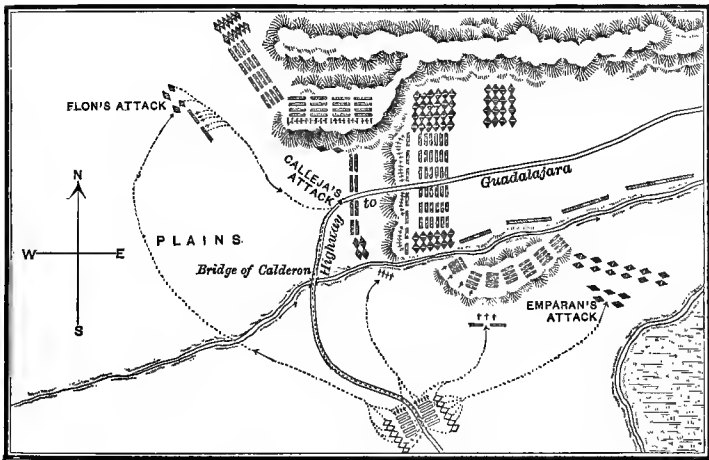 FLON'S ATTACK
CALLEJA'S
ATTACK
Highway to Guadalajara
N
W E
S
PLAINS
Bridge of Calderon
EMPARAN'S
ATTACK